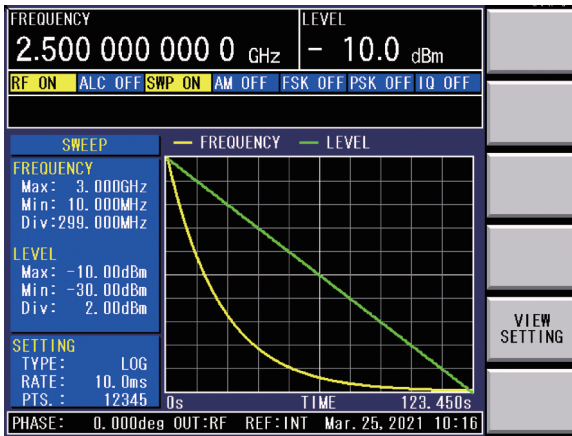 FREQUENCY LEVEL
2.500 000 000 0 GHz - 10.0 dBm
RF ON ALC OFF SWP ON AM OFF FSK OFF PSK OFF IQ OFF
SWEEP
FREQUENCY LEVEL
FREQUENCY
Max: 3.000GHz
Min: 10.000MHz
Div:299.000MHz
LEVEL
Max: -10.00dBm
Min: -30.00dBm
Div: 2.00dBm
SETTING
TYPE: LOG
RATE: 10.0ms
PTS.: 12345
0s TIME 123.450s
VIEW
SETTING
PHASE: 0.000deg OUT:RF REF:INT Mar.25,2021 10:16